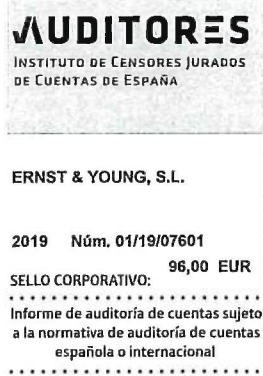 AUDITORES
INSTITUTO DE CENSORES JURADOS
DE CUENTAS DE ESPAÑA
ERNST & YOUNG, S.L.
2019 Núm. 01/19/07601
96,00 EUR
SELLO CORPORATIVO:
Informe de auditoría de cuentas sujeto
a la normativa de auditoría de cuentas
española o internacional